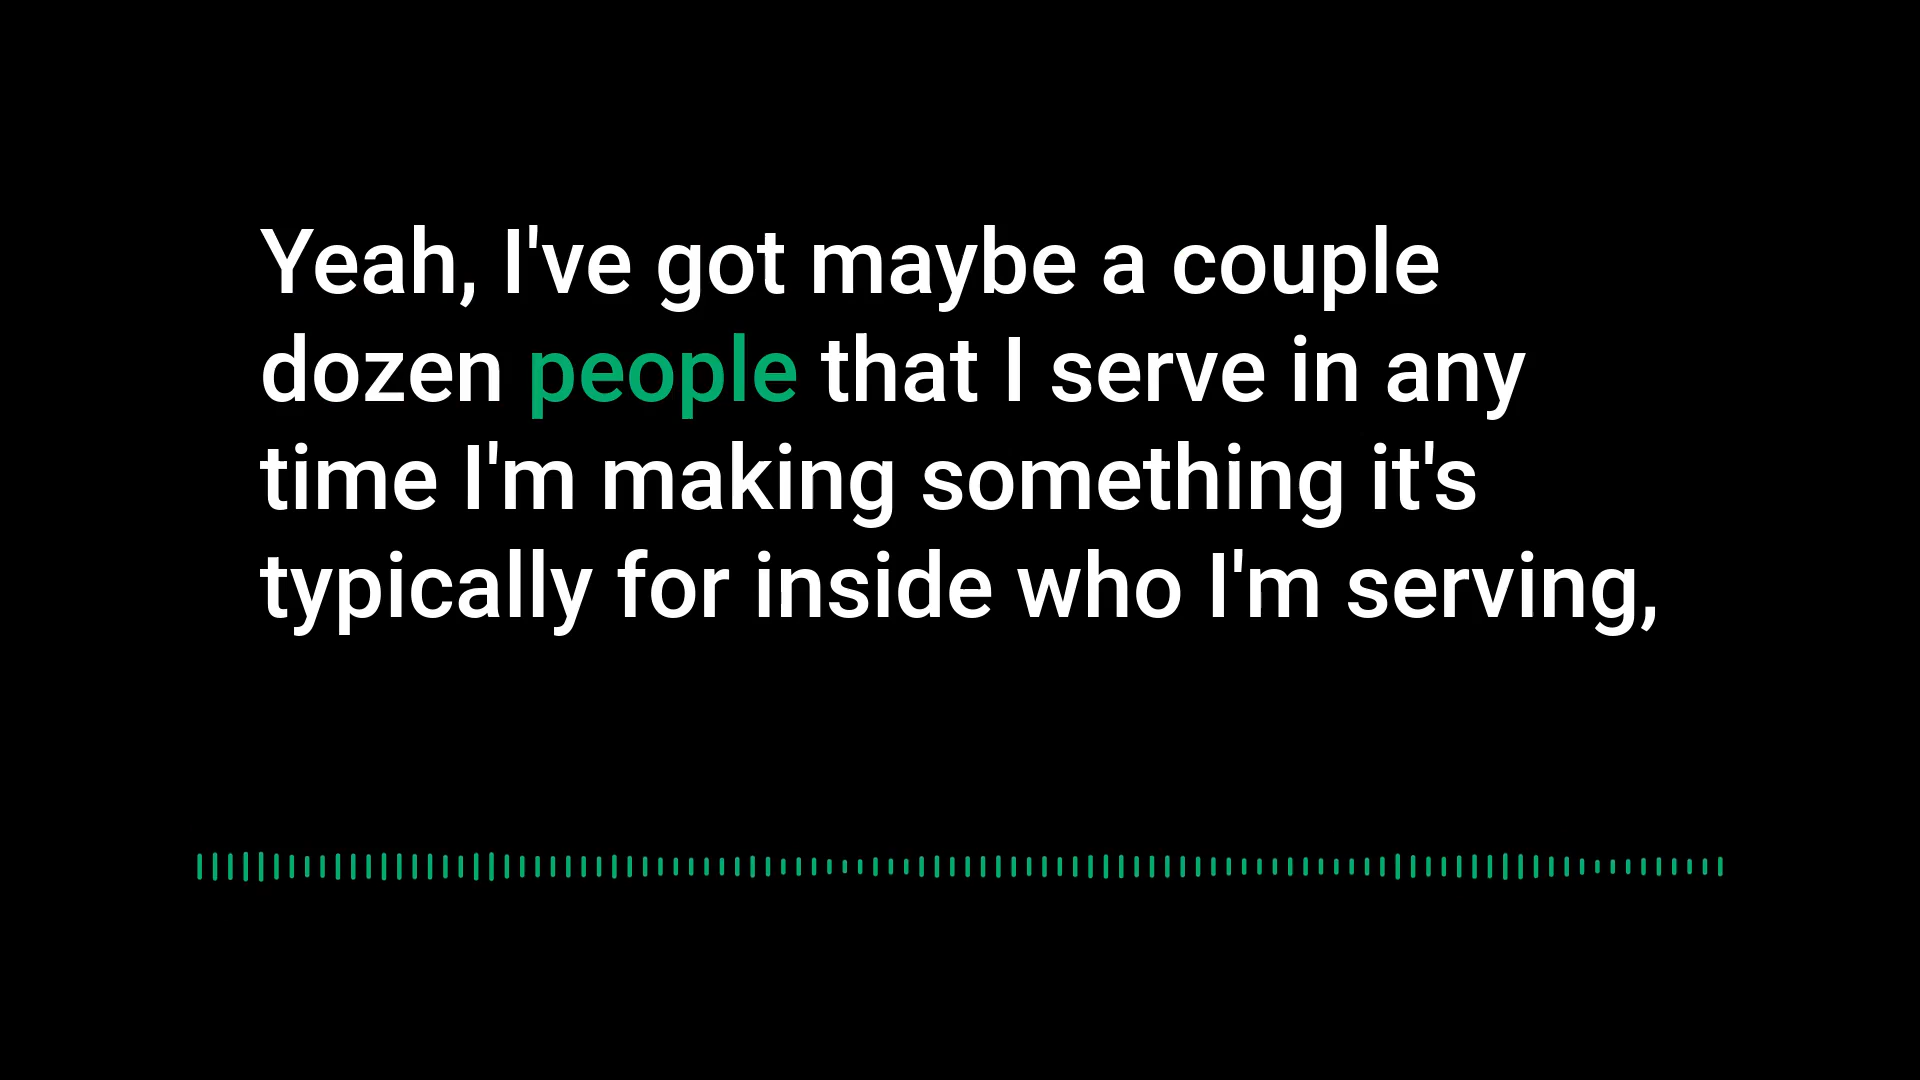 Yeah, I've got maybe a couple
dozen people that I serve in any
time I'm making something it's
typically for inside who I'm serving,